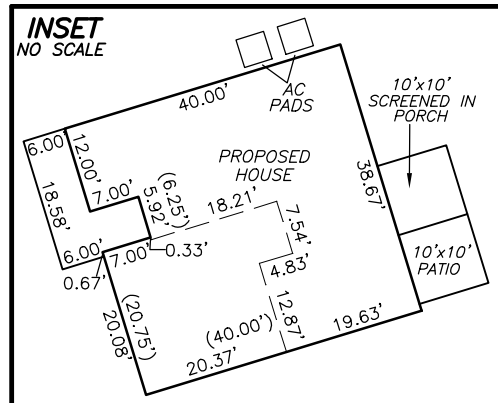 INSET
NO SCALE
AC
PADS
10'x10'
SCREENED IN
PORCH
40.00'
6.00'
12.00'
7.00'
PROPOSED
HOUSE
38.67'
18.58'
(6.25')
5.92'
18.21'
7.54'
6.00'
7.00'
0.33'
0.67'
4.83'
10'x10'
PATIO
(20.75')
20.08'
12.87'
(40.00')
20.37'
19.63'